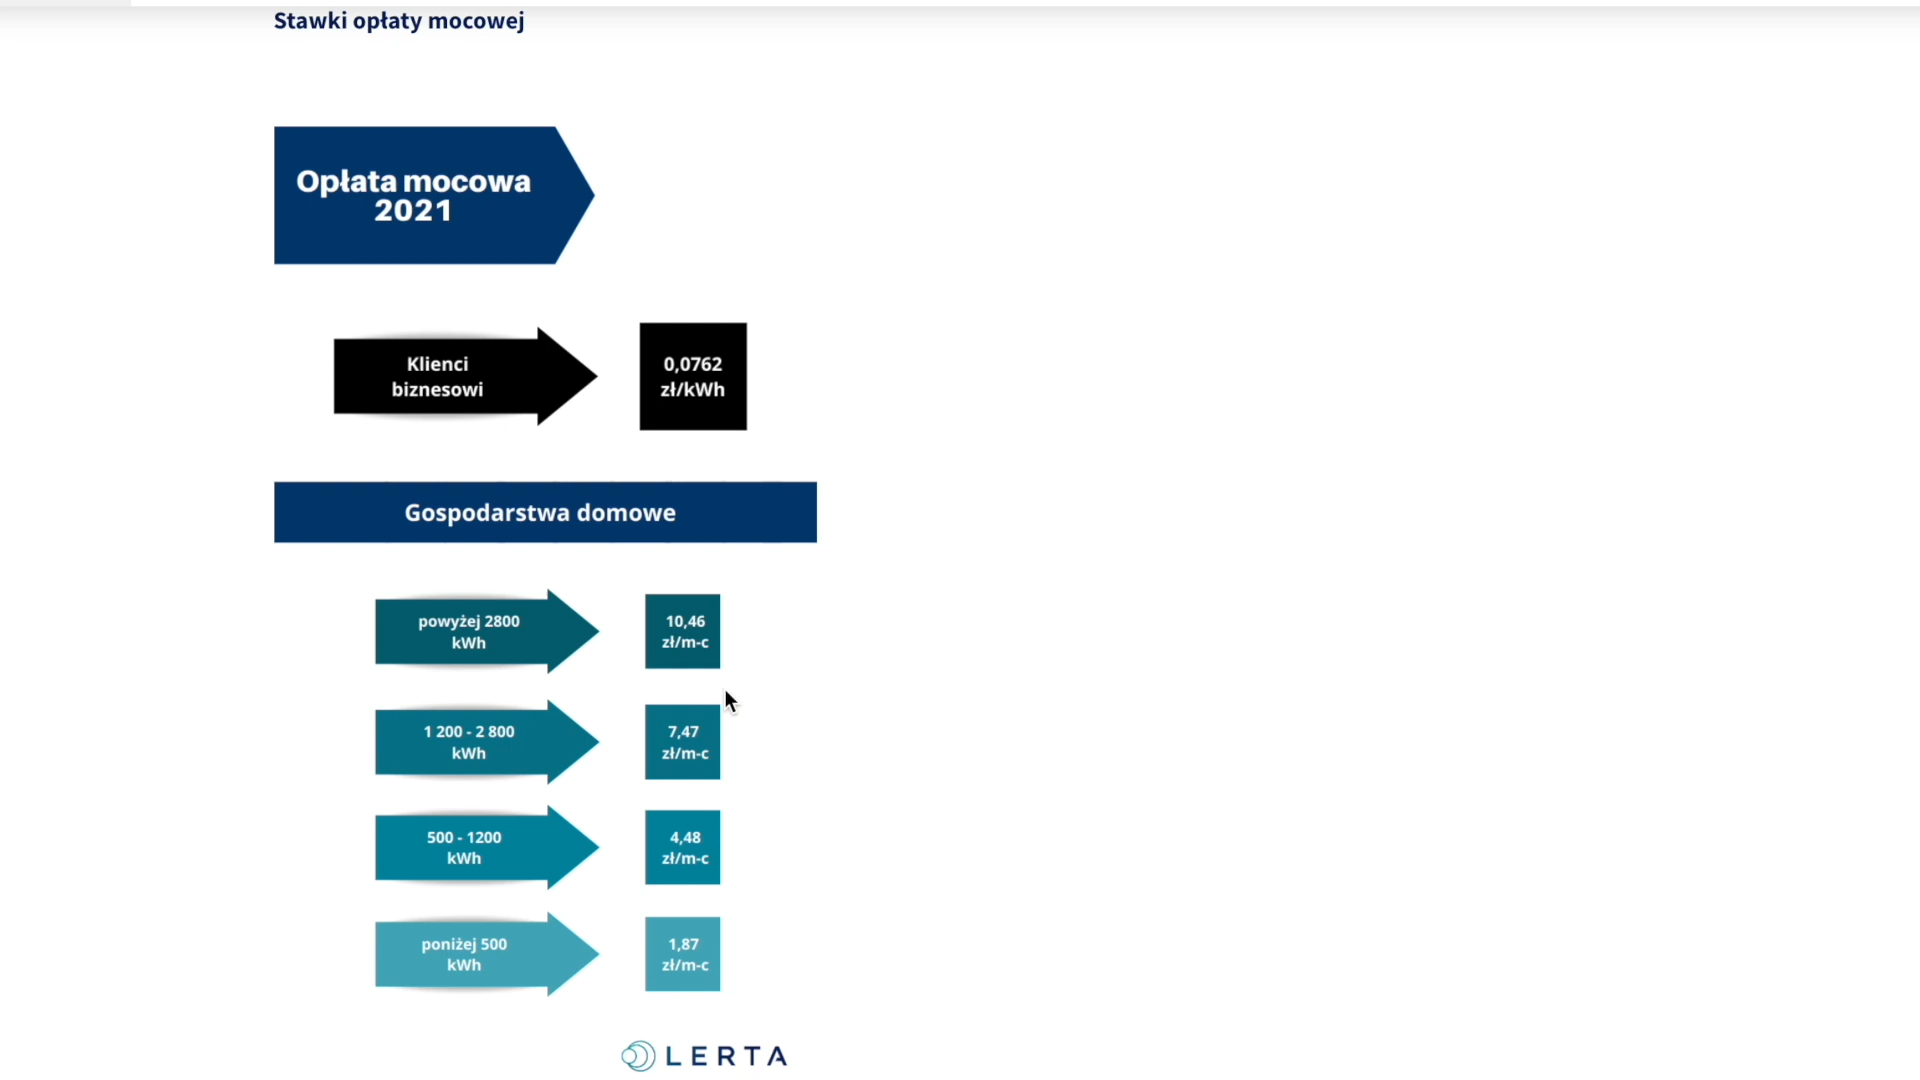 Stawki opłaty mocowej
Opłata mocowa
2021
Klienci
biznesowi
0,0762
zł/kWh
Gospodarstwa domowe
powyżej 2800
kWh
10,46
zł/m-c
1 200 - 2 800
kWh
7,47
zł/m-c
500 - 1200
kWh
4,48
zł/m-c
poniżej 500
kWh
1,87
zł/m-c
LERTA